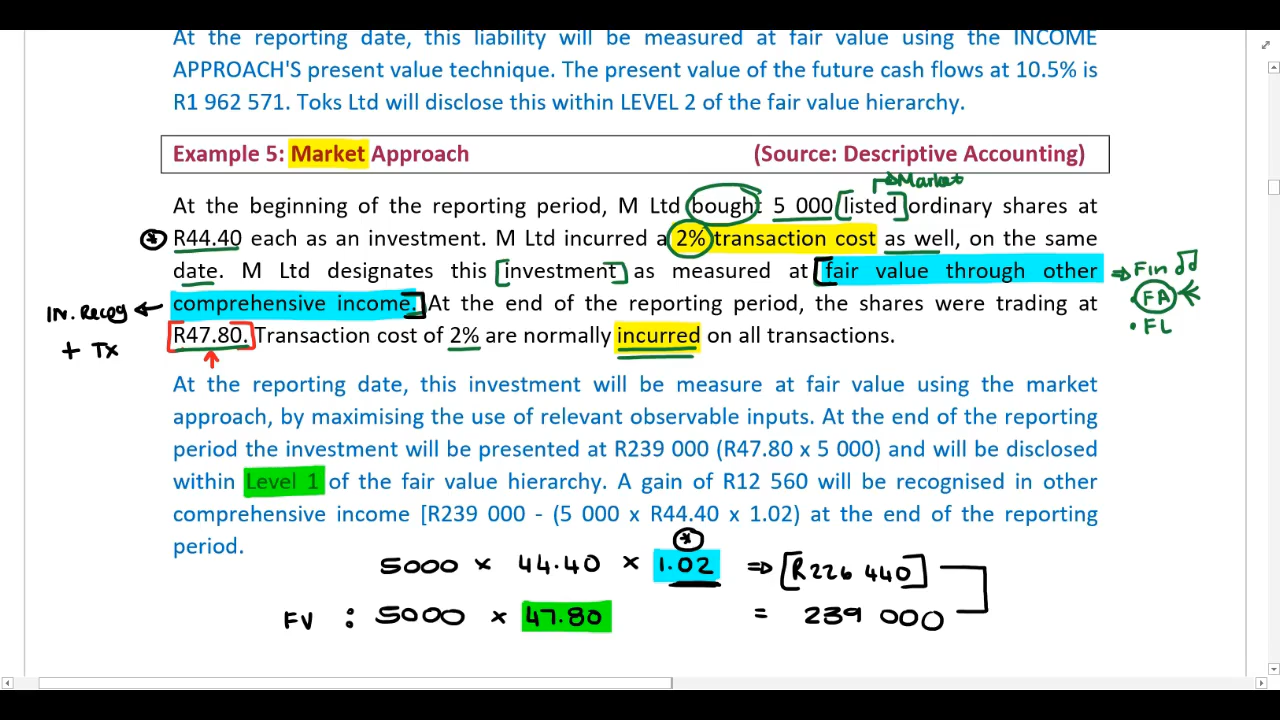 At the reporting date, this liability will be measured at fair value using the INCOME
APPROACH'S present value technique. The present value of the future cash flows at 10.5% is
R1 962 571. Toks Ltd will disclose this within LEVEL 2 of the fair value hierarchy.
Example 5: Market Approach (Source: Descriptive Accounting)
Market
At the beginning of the reporting period, M Ltd bought 5 000 [listed] ordinary shares at
* R44.40 each as an investment. M Ltd incurred a 2% transaction cost as well, on the same
date. M Ltd designates this [investment] as measured at [fair value through other
Fin
comprehensive income.] At the end of the reporting period, the shares were trading at
In. Recog
• FA
[R47.80.] Transaction cost of 2% are normally incurred on all transactions.
+ Tx
• FL
At the reporting date, this investment will be measure at fair value using the market
approach, by maximising the use of relevant observable inputs. At the end of the reporting
period the investment will be presented at R239 000 (R47.80 x 5 000) and will be disclosed
within Level 1 of the fair value hierarchy. A gain of R12 560 will be recognised in other
comprehensive income [R239 000 - (5 000 x R44.40 x 1.02) at the end of the reporting
period.
*
5000 × 44.40 × 1.02 ⇒ [R226 440]
FV : 5000 × 47.80 = 239 000